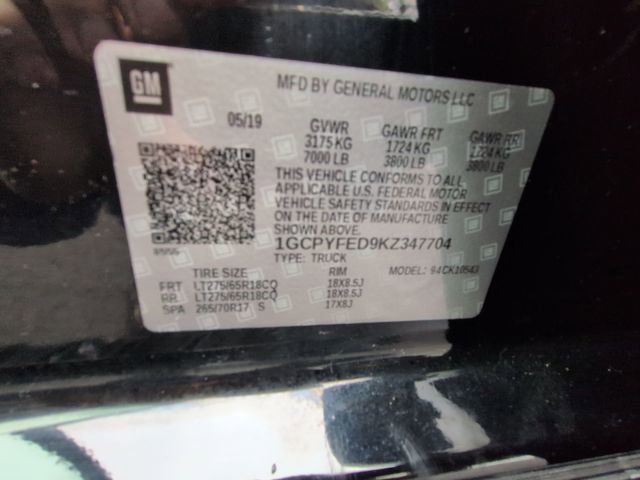 GM
MFD BY GENERAL MOTORS LLC
05/19 GVWR GAWR FRT GAWR RR
3175 KG 1724 KG 1724 KG
7000 LB 3800 LB 3800 LB
THIS VEHICLE CONFORMS TO ALL
APPLICABLE U.S. FEDERAL MOTOR
VEHICLE SAFETY STANDARDS IN EFFECT
ON THE DATE OF MANUFACTURE
SHOWN ABOVE.
1GCPYFED9KZ347704
TYPE: TRUCK
TIRE SIZE RIM MODEL:
FRT LT275/65R18CQ 18X8.5J
RR LT275/65R18CQ 18X8.5J
SPA 265/70R17 S 17X8J